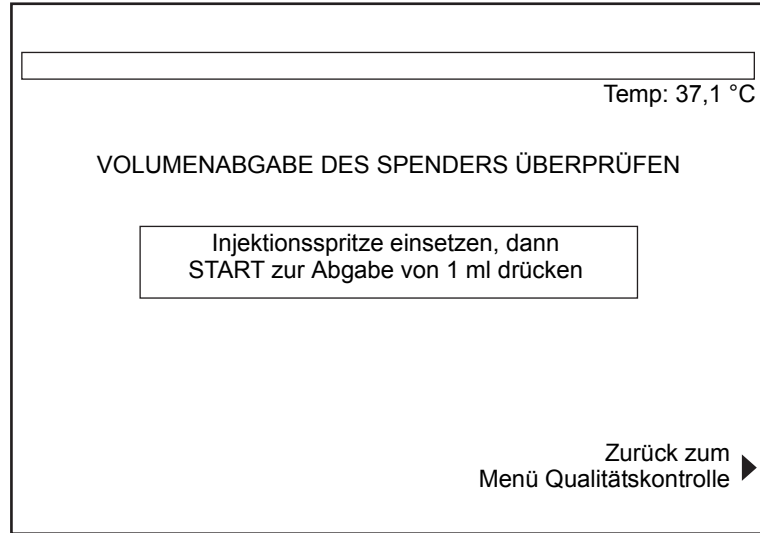 Temp: 37,1 °C
VOLUMENABGABE DES SPENDERS ÜBERPRÜFEN
Injektionsspritze einsetzen, dann
START zur Abgabe von 1 ml drücken
Zurück zum
Menü Qualitätskontrolle